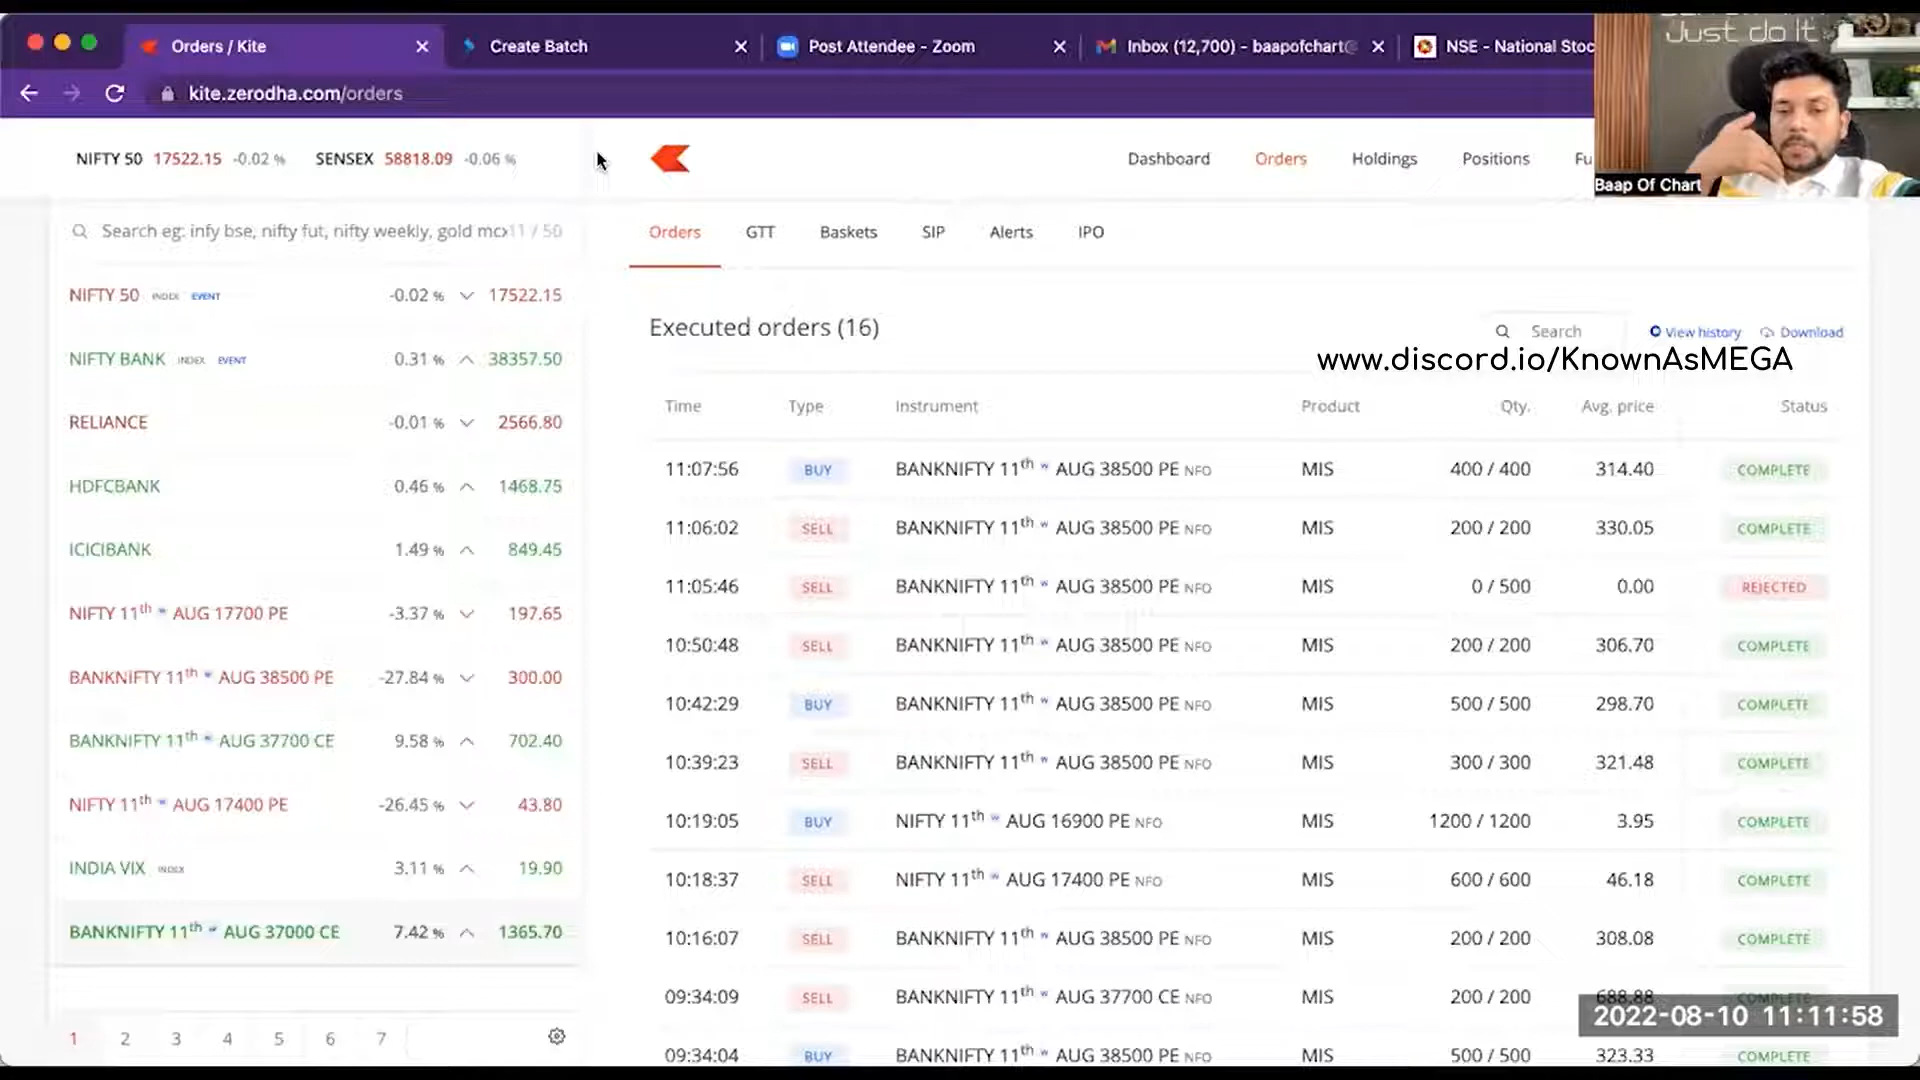 Orders / Kite
Create Batch
Post Attendee - Zoom
Inbox (12,700) - baapofchart@
NSE - National Stoc
Just do It
kite.zerodha.com/orders
NIFTY 50 17522.15 -0.02 % SENSEX 58818.09 -0.06 %
Dashboard Orders Holdings Positions Fu
Baap Of Chart
Search eg: infy bse, nifty fut, nifty weekly, gold mcx 11 / 50
Orders GTT Baskets SIP Alerts IPO
NIFTY 50 INDEX EVENT -0.02 % 17522.15
NIFTY BANK INDEX EVENT 0.31 % 38357.50
RELIANCE -0.01 % 2566.80
HDFCBANK 0.46 % 1468.75
ICICIBANK 1.49 % 849.45
NIFTY 11th w AUG 17700 PE -3.37 % 197.65
BANKNIFTY 11th w AUG 38500 PE -27.84 % 300.00
BANKNIFTY 11th w AUG 37700 CE 9.58 % 702.40
NIFTY 11th w AUG 17400 PE -26.45 % 43.80
INDIA VIX INDEX 3.11 % 19.90
BANKNIFTY 11th w AUG 37000 CE 7.42 % 1365.70
1 2 3 4 5 6 7
Executed orders (16)
Search View history Download
www.discord.io/KnownAsMEGA
Time Type Instrument Product Qty. Avg. price Status
11:07:56 BUY BANKNIFTY 11th w AUG 38500 PE NFO MIS 400 / 400 314.40 COMPLETE
11:06:02 SELL BANKNIFTY 11th w AUG 38500 PE NFO MIS 200 / 200 330.05 COMPLETE
11:05:46 SELL BANKNIFTY 11th w AUG 38500 PE NFO MIS 0 / 500 0.00 REJECTED
10:50:48 SELL BANKNIFTY 11th w AUG 38500 PE NFO MIS 200 / 200 306.70 COMPLETE
10:42:29 BUY BANKNIFTY 11th w AUG 38500 PE NFO MIS 500 / 500 298.70 COMPLETE
10:39:23 SELL BANKNIFTY 11th w AUG 38500 PE NFO MIS 300 / 300 321.48 COMPLETE
10:19:05 BUY NIFTY 11th w AUG 16900 PE NFO MIS 1200 / 1200 3.95 COMPLETE
10:18:37 SELL NIFTY 11th w AUG 17400 PE NFO MIS 600 / 600 46.18 COMPLETE
10:16:07 SELL BANKNIFTY 11th w AUG 38500 PE NFO MIS 200 / 200 308.08 COMPLETE
09:34:09 SELL BANKNIFTY 11th w AUG 37700 CE NFO MIS 200 / 200 688.88 COMPLETE
2022-08-10 11:11:58
09:34:04 BUY BANKNIFTY 11th w AUG 38500 PE NFO MIS 500 / 500 323.33 COMPLETE